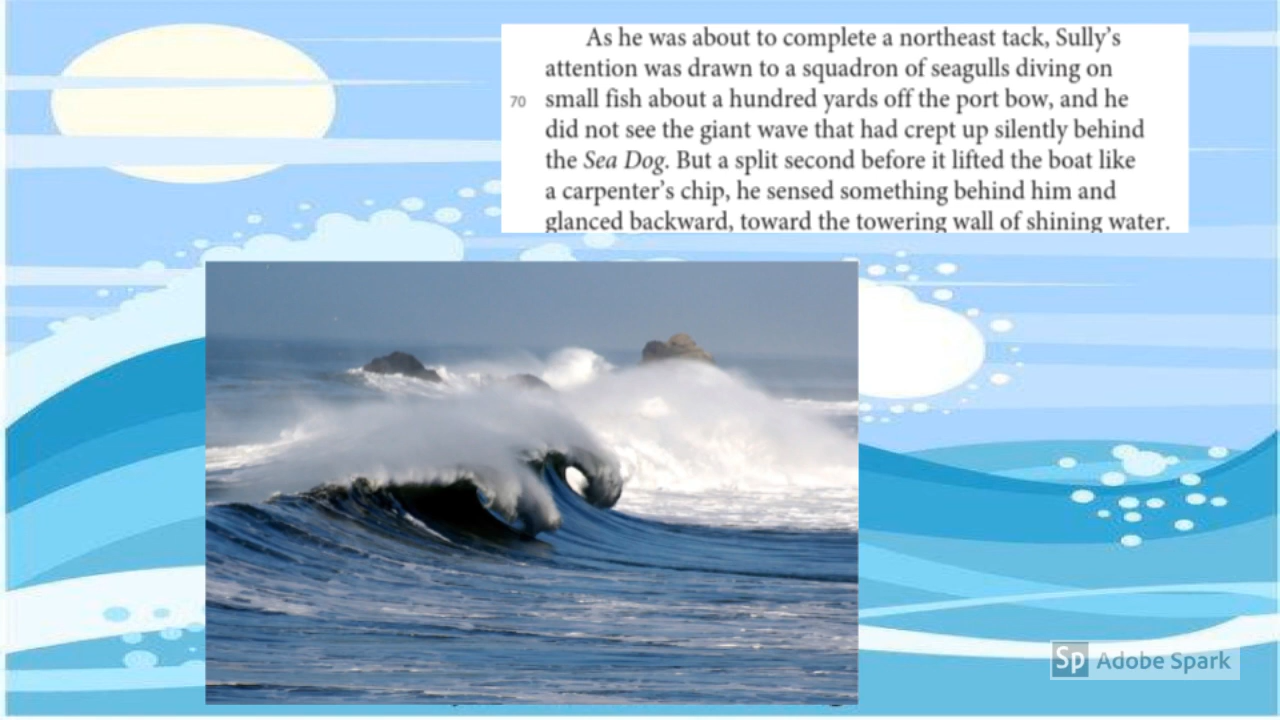 As he was about to complete a northeast tack, Sully's
attention was drawn to a squadron of seagulls diving on
70 small fish about a hundred yards off the port bow, and he
did not see the giant wave that had crept up silently behind
the Sea Dog. But a split second before it lifted the boat like
a carpenter's chip, he sensed something behind him and
glanced backward, toward the towering wall of shining water.
Sp Adobe Spark